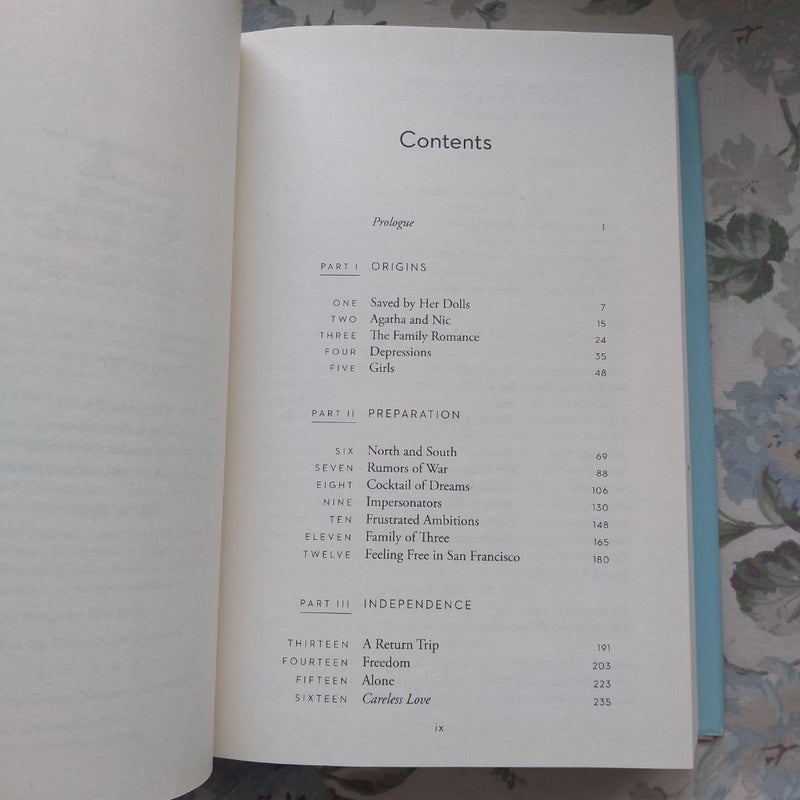 Contents
Prologue 1
PART I ORIGINS
ONE Saved by Her Dolls 7
TWO Agatha and Nic 15
THREE The Family Romance 24
FOUR Depressions 35
FIVE Girls 48
PART II PREPARATION
SIX North and South 69
SEVEN Rumors of War 88
EIGHT Cocktail of Dreams 106
NINE Impersonators 130
TEN Frustrated Ambitions 148
ELEVEN Family of Three 165
TWELVE Feeling Free in San Francisco 180
PART III INDEPENDENCE
THIRTEEN A Return Trip 191
FOURTEEN Freedom 203
FIFTEEN Alone 223
SIXTEEN Careless Love 235
ix